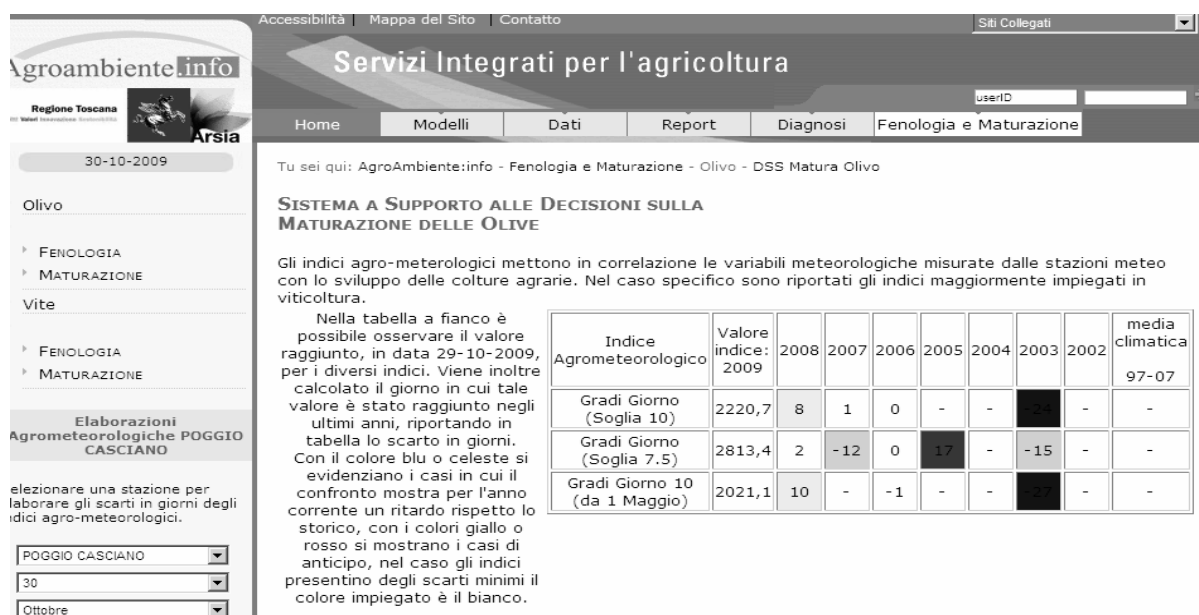 Accessibilità | Mappa del Sito | Contatto
Siti Collegati
Agroambiente.info
Servizi Integrati per l'agricoltura
Regione Toscana
Arsia
userID
Home Modelli Dati Report Diagnosi Fenologia e Maturazione
30-10-2009
Tu sei qui: AgroAmbiente:info - Fenologia e Maturazione - Olivo - DSS Matura Olivo
Olivo
FENOLOGIA
MATURAZIONE
Vite
FENOLOGIA
MATURAZIONE
Elaborazioni
Agrometeorologiche POGGIO
CASCIANO
elezionare una stazione per
laborare gli scarti in giorni degli
ndici agro-meteorologici.
POGGIO CASCIANO
30
Ottobre
SISTEMA A SUPPORTO ALLE DECISIONI SULLA
MATURAZIONE DELLE OLIVE
Gli indici agro-meterologici mettono in correlazione le variabili meteorologiche misurate dalle stazioni meteo
con lo sviluppo delle colture agrarie. Nel caso specifico sono riportati gli indici maggiormente impiegati in
viticoltura.
Nella tabella a fianco è
possibile osservare il valore
raggiunto, in data 29-10-2009,
per i diversi indici. Viene inoltre
calcolato il giorno in cui tale
valore è stato raggiunto negli
ultimi anni, riportando in
tabella lo scarto in giorni.
Con il colore blu o celeste si
evidenziano i casi in cui il
confronto mostra per l'anno
corrente un ritardo rispetto lo
storico, con i colori giallo o
rosso si mostrano i casi di
anticipo, nel caso gli indici
presentino degli scarti minimi il
colore impiegato è il bianco.
Indice
Agrometeorologico
Valore
indice:
2009
2008 2007 2006 2005 2004 2003 2002
media
climatica
97-07
Gradi Giorno
(Soglia 10)
2220,7 8 1 0 - - -24 - -
Gradi Giorno
(Soglia 7.5)
2813,4 2 -12 0 17 - -15 - -
Gradi Giorno 10
(da 1 Maggio)
2021,1 10 - -1 - - -27 - -